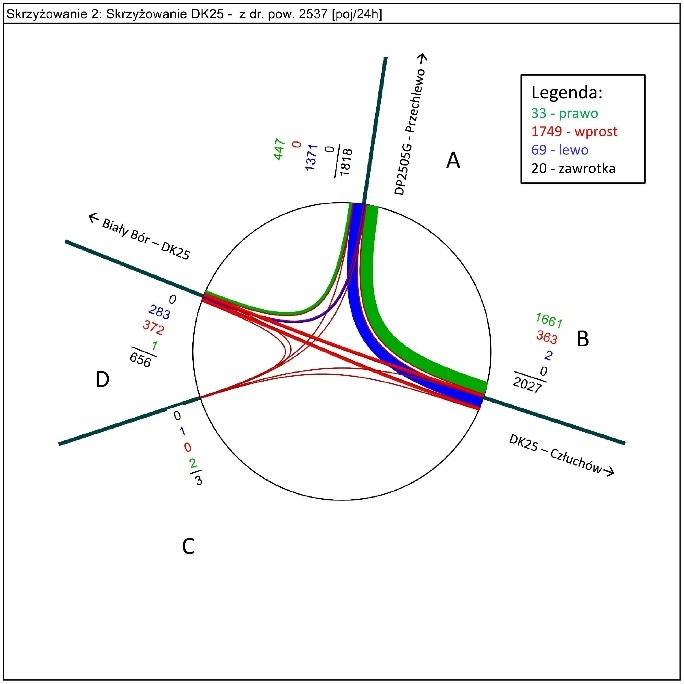 Skrzyżowanie 2: Skrzyżowanie DK25 - z dr. pow. 2537 [poj/24h]
Legenda:
33 - prawo
1749 - wprost
69 - lewo
20 - zawrotka
DP2505G - Przechlewo →
A
447
0
1371
0
1818
← Biały Bór – DK25
0
283
372
1
656
D
1661
363
2
0
2027
B
DK25 – Człuchów→
0
1
0
2
3
C